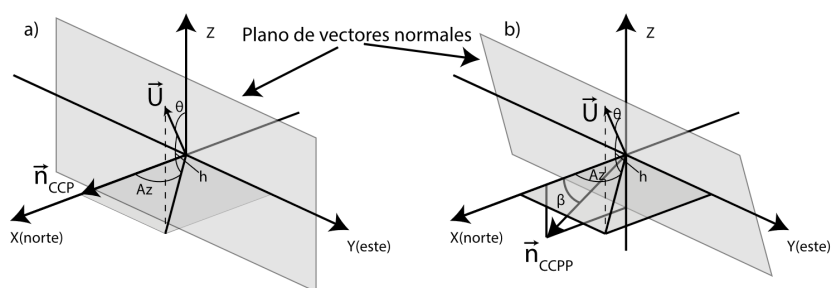 a)
Z
Plano de vectores normales
U⃗
θ
n⃗CCP
Az
h
X(norte)
Y(este)
b)
Z
U⃗
θ
Az
h
β
n⃗CCPP
X(norte)
Y(este)